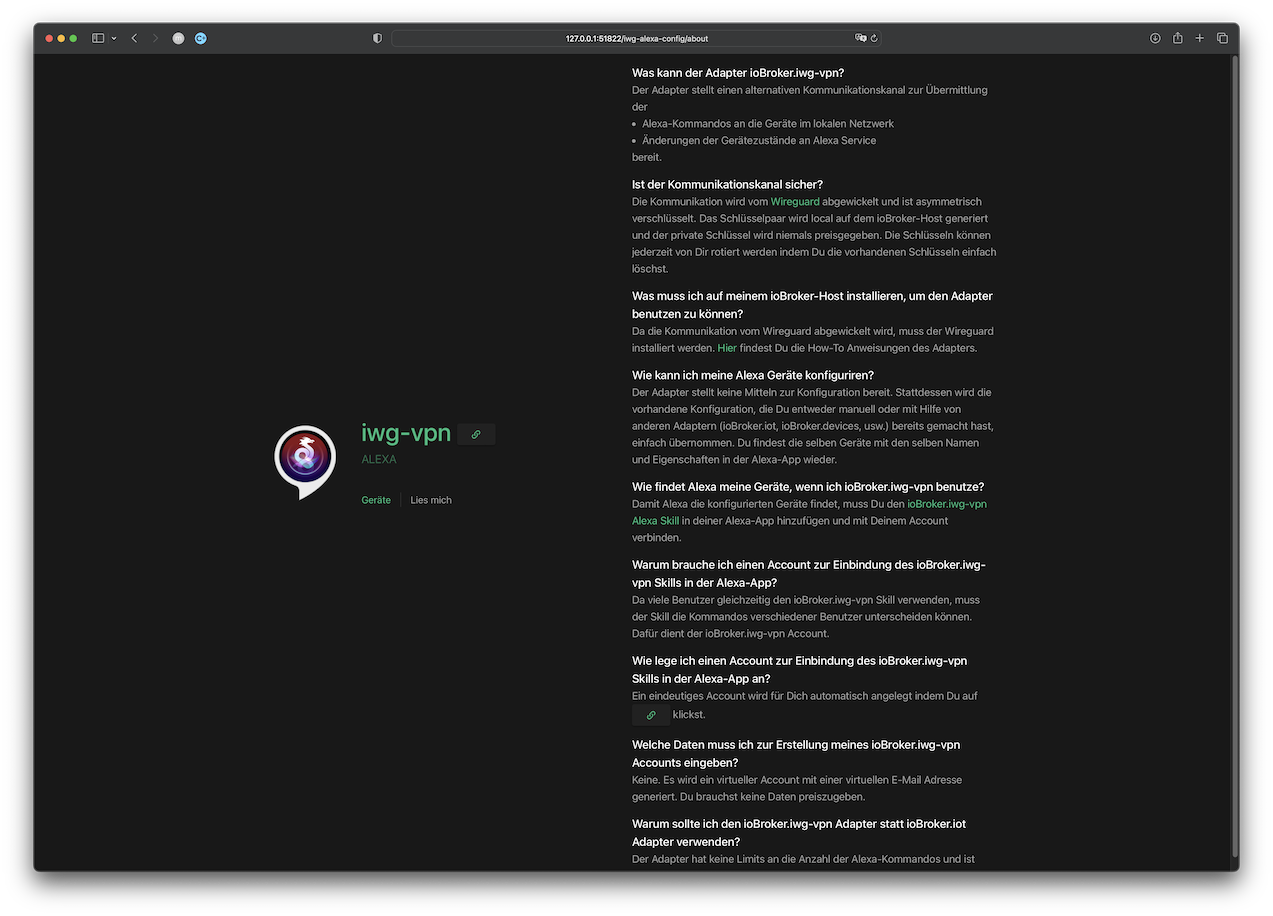 127.0.0.1:51822/iwg-alexa-config/about
iwg-vpn
ALEXA
Geräte
Lies mich
Was kann der Adapter ioBroker.iwg-vpn?
Der Adapter stellt einen alternativen Kommunikationskanal zur Übermittlung
der
• Alexa-Kommandos an die Geräte im lokalen Netzwerk
• Änderungen der Gerätezustände an Alexa Service
bereit.
Ist der Kommunikationskanal sicher?
Die Kommunikation wird vom Wireguard abgewickelt und ist asymmetrisch
verschlüsselt. Das Schlüsselpaar wird local auf dem ioBroker-Host generiert
und der private Schlüssel wird niemals preisgegeben. Die Schlüsseln können
jederzeit von Dir rotiert werden indem Du die vorhandenen Schlüsseln einfach
löschst.
Was muss ich auf meinem ioBroker-Host installieren, um den Adapter
benutzen zu können?
Da die Kommunikation vom Wireguard abgewickelt wird, muss der Wireguard
installiert werden. Hier findest Du die How-To Anweisungen des Adapters.
Wie kann ich meine Alexa Geräte konfiguriren?
Der Adapter stellt keine Mitteln zur Konfiguration bereit. Stattdessen wird die
vorhandene Konfiguration, die Du entweder manuell oder mit Hilfe von
anderen Adaptern (ioBroker.iot, ioBroker.devices, usw.) bereits gemacht hast,
einfach übernommen. Du findest die selben Geräte mit den selben Namen
und Eigenschaften in der Alexa-App wieder.
Wie findet Alexa meine Geräte, wenn ich ioBroker.iwg-vpn benutze?
Damit Alexa die konfigurierten Geräte findet, muss Du den ioBroker.iwg-vpn
Alexa Skill in deiner Alexa-App hinzufügen und mit Deinem Account
verbinden.
Warum brauche ich einen Account zur Einbindung des ioBroker.iwg-
vpn Skills in der Alexa-App?
Da viele Benutzer gleichzeitig den ioBroker.iwg-vpn Skill verwenden, muss
der Skill die Kommandos verschiedener Benutzer unterscheiden können.
Dafür dient der ioBroker.iwg-vpn Account.
Wie lege ich einen Account zur Einbindung des ioBroker.iwg-vpn
Skills in der Alexa-App an?
Ein eindeutiges Account wird für Dich automatisch angelegt indem Du auf
klickst.
Welche Daten muss ich zur Erstellung meines ioBroker.iwg-vpn
Accounts eingeben?
Keine. Es wird ein virtueller Account mit einer virtuellen E-Mail Adresse
generiert. Du brauchst keine Daten preiszugeben.
Warum sollte ich den ioBroker.iwg-vpn Adapter statt ioBroker.iot
Adapter verwenden?
Der Adapter hat keine Limits an die Anzahl der Alexa-Kommandos und ist